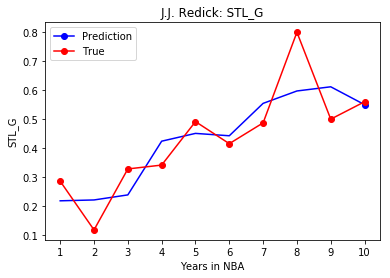 J.J. Redick: STL_G
Prediction
True
0.8
0.7
0.6
0.5
0.4
0.3
0.2
0.1
STL_G
1 2 3 4 5 6 7 8 9 10
Years in NBA